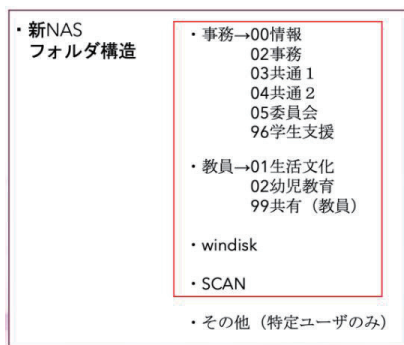 ・新NAS
フォルダ構造
・事務→00情報
02事務
03共通１
04共通２
05委員会
96学生支援
・教員→01生活文化
02幼児教育
99共有（教員）
・windisk
・SCAN
・その他（特定ユーザのみ）